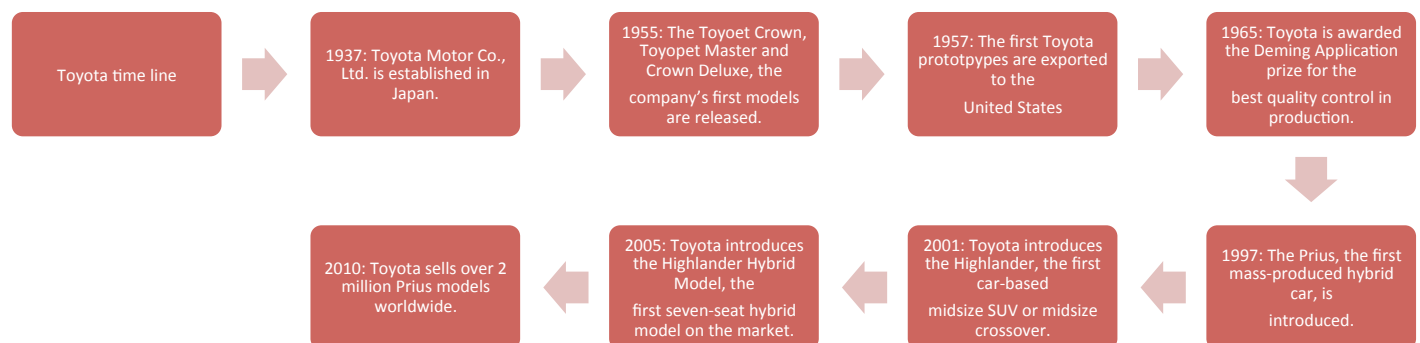 Toyota time line
1937: Toyota Motor Co.,
Ltd. is established in
Japan.
1955: The Toyoet Crown,
Toyopet Master and
Crown Deluxe, the
company's first models
are released.
1957: The first Toyota
prototpypes are exported
to the
United States
1965: Toyota is awarded
the Deming Application
prize for the
best quality control in
production.
1997: The Prius, the first
mass-produced hybrid
car, is
introduced.
2001: Toyota introduces
the Highlander, the first
car-based
midsize SUV or midsize
crossover.
2005: Toyota introduces
the Highlander Hybrid
Model, the
first seven-seat hybrid
model on the market.
2010: Toyota sells over 2
million Prius models
worldwide.